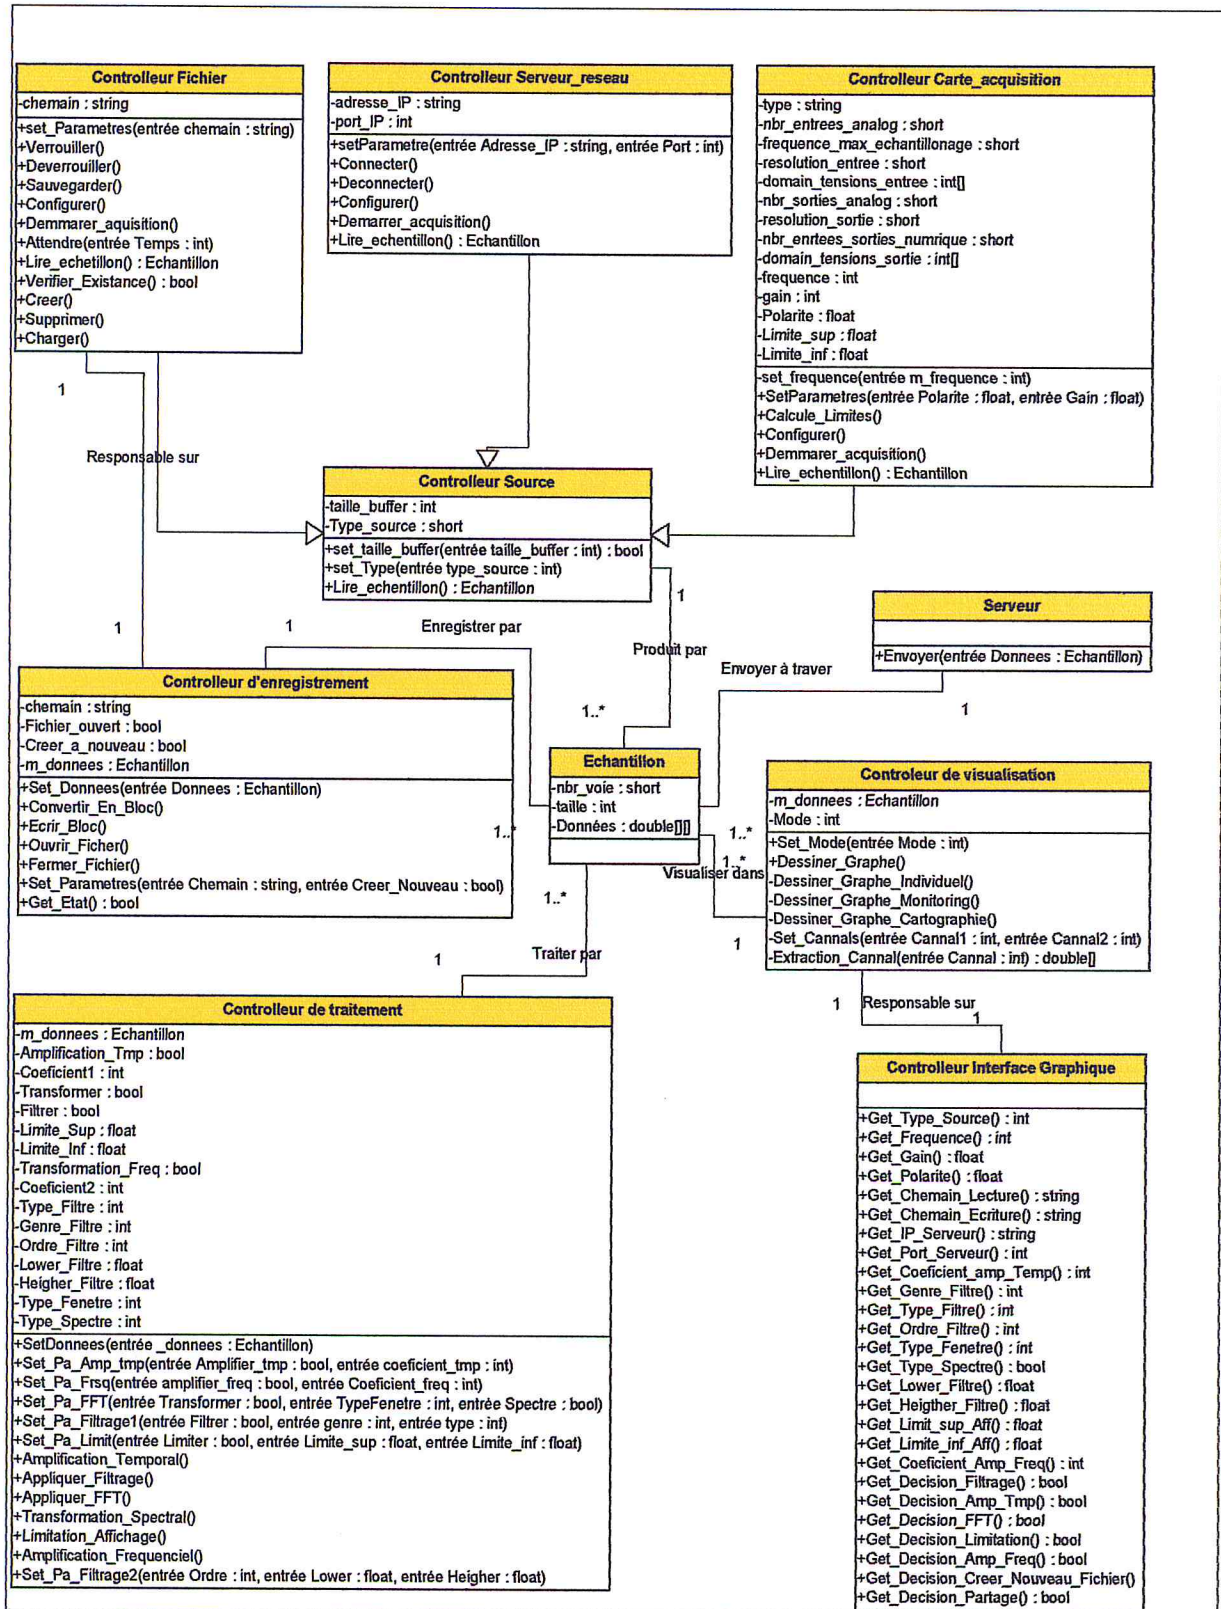 Controlleur Fichier
-chemain : string
+set_Parametres(entrée chemain : string)
+Verrouiller()
+Deverrouiller()
+Sauvegarder()
+Configurer()
+Demmarer_aquisition()
+Attendre(entrée Temps : int)
+Lire_echetillon() : Echantillon
+Verifier_Existance() : bool
+Creer()
+Supprimer()
+Charger()
Controlleur Serveur_reseau
-adresse_IP : string
-port_IP : int
+setParametre(entrée Adresse_IP : string, entrée Port : int)
+Connecter()
+Deconnecter()
+Configurer()
+Demarrer_acquisition()
+Lire_echentillon() : Echantillon
Controlleur Carte_acquisition
-type : string
-nbr_entrees_analog : short
-frequence_max_echantillonage : short
-resolution_entree : short
-domain_tensions_entree : int[]
-nbr_sorties_analog : short
-resolution_sortie : short
-nbr_enrtees_sorties_numrique : short
-domain_tensions_sortie : int[]
-frequence : int
-gain : int
-Polarite : float
-Limite_sup : float
-Limite_inf : float
-set_frequence(entrée m_frequence : int)
+SetParametres(entrée Polarite : float, entrée Gain : float)
+Calcule_Limites()
+Configurer()
+Demmarer_acquisition()
+Lire_echentillon() : Echantillon
1
Responsable sur
1
Controlleur Source
-taille_buffer : int
-Type_source : short
+set_taille_buffer(entrée taille_buffer : int) : bool
+set_Type(entrée type_source : int)
+Lire_echentillon() : Echantillon
1
Enregistrer par
1
Produit par
1..*
Serveur
+Envoyer(entrée Donnees : Echantillon)
Envoyer à traver
1
Controlleur d'enregistrement
-chemain : string
-Fichier_ouvert : bool
-Creer_a_nouveau : bool
-m_donnees : Echantillon
+Set_Donnees(entrée Donnees : Echantillon)
+Convertir_En_Bloc()
+Ecrir_Bloc()
+Ouvrir_Ficher()
+Fermer_Fichier()
+Set_Parametres(entrée Chemain : string, entrée Creer_Nouveau : bool)
+Get_Etat() : bool
1..*
Echantillon
-nbr_voie : short
-taille : int
-Données : double[][]
1..*
1..*
Visualiser dans
1
1..*
Traiter par
1
Controleur de visualisation
-m_donnees : Echantillon
-Mode : int
+Set_Mode(entrée Mode : int)
+Dessiner_Graphe()
-Dessiner_Graphe_Individuel()
-Dessiner_Graphe_Monitoring()
-Dessiner_Graphe_Cartographie()
-Set_Cannals(entrée Cannal1 : int, entrée Cannal2 : int)
-Extraction_Cannal(entrée Cannal : int) : double[]
1
Responsable sur
1
Controlleur de traitement
-m_donnees : Echantillon
-Amplification_Tmp : bool
-Coeficient1 : int
-Transformer : bool
-Filtrer : bool
-Limite_Sup : float
-Limite_Inf : float
-Transformation_Freq : bool
-Coeficient2 : int
-Type_Filtre : int
-Genre_Filtre : int
-Ordre_Filtre : int
-Lower_Filtre : float
-Heigher_Filtre : float
-Type_Fenetre : int
-Type_Spectre : int
+SetDonnees(entrée _donnees : Echantillon)
+Set_Pa_Amp_tmp(entrée Amplifier_tmp : bool, entrée coeficient_tmp : int)
+Set_Pa_Frsq(entrée amplifier_freq : bool, entrée Coeficient_freq : int)
+Set_Pa_FFT(entrée Transformer : bool, entrée TypeFenetre : int, entrée Spectre : bool)
+Set_Pa_Filtrage1(entrée Filtrer : bool, entrée genre : int, entrée type : int)
+Set_Pa_Limit(entrée Limiter : bool, entrée Limite_sup : float, entrée Limite_inf : float)
+Amplification_Temporal()
+Appliquer_Filtrage()
+Appliquer_FFT()
+Transformation_Spectral()
+Limitation_Affichage()
+Amplification_Frequenciel()
+Set_Pa_Filtrage2(entrée Ordre : int, entrée Lower : float, entrée Heigher : float)
Controlleur Interface Graphique
+Get_Type_Source() : int
+Get_Frequence() : int
+Get_Gain() : float
+Get_Polarite() : float
+Get_Chemain_Lecture() : string
+Get_Chemain_Ecriture() : string
+Get_IP_Serveur() : string
+Get_Port_Serveur() : int
+Get_Coeficient_amp_Temp() : int
+Get_Genre_Filtre() : int
+Get_Type_Filtre() : int
+Get_Ordre_Filtre() : int
+Get_Type_Fenetre() : int
+Get_Type_Spectre() : bool
+Get_Lower_Filtre() : float
+Get_Heigther_Filtre() : float
+Get_Limit_sup_Aff() : float
+Get_Limite_inf_Aff() : float
+Get_Coeficient_Amp_Freq() : int
+Get_Decision_Filtrage() : bool
+Get_Decision_Amp_Tmp() : bool
+Get_Decision_FFT() : bool
+Get_Decision_Limitation() : bool
+Get_Decision_Amp_Freq() : bool
+Get_Decision_Creer_Nouveau_Fichier()
+Get_Decision_Partage() : bool